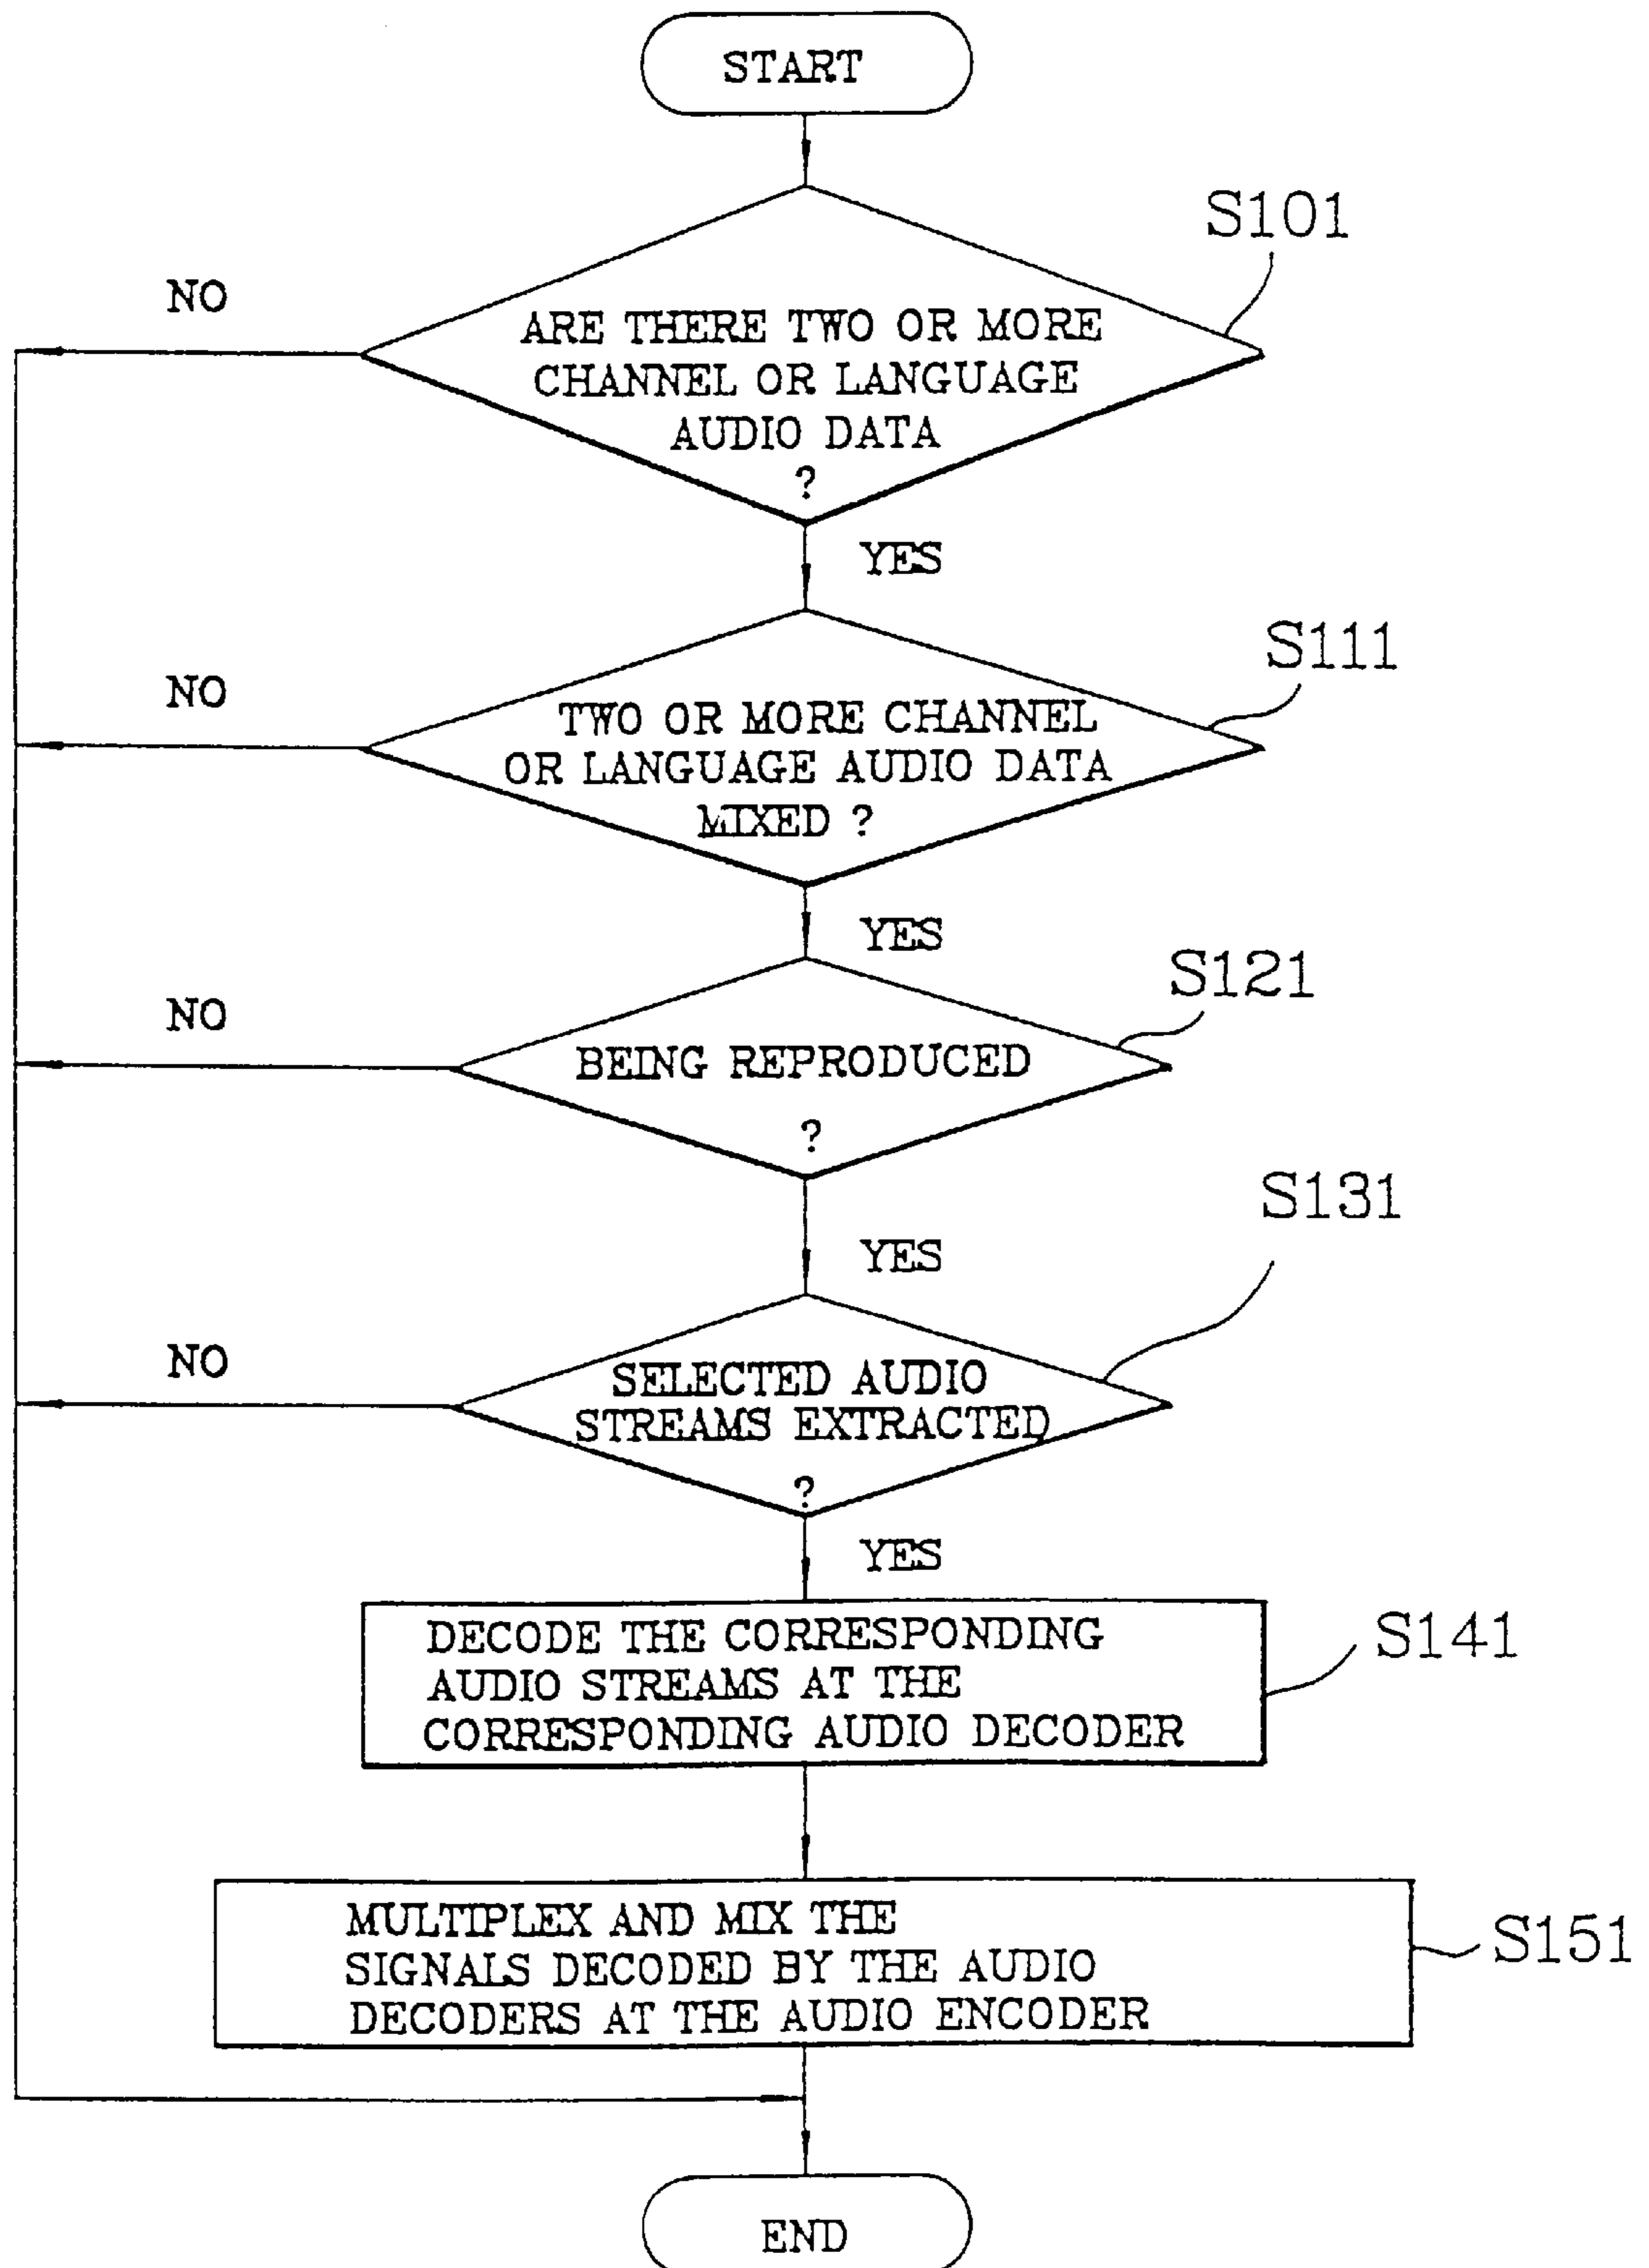 START
S101
NO
ARE THERE TWO OR MORE
CHANNEL OR LANGUAGE
AUDIO DATA
?
YES
S111
NO
TWO OR MORE CHANNEL
OR LANGUAGE AUDIO DATA
MIXED ?
YES
S121
NO
BEING REPRODUCED
?
YES
S131
NO
SELECTED AUDIO
STREAMS EXTRACTED
?
YES
DECODE THE CORRESPONDING
AUDIO STREAMS AT THE
CORRESPONDING AUDIO DECODER
S141
MULTIPLEX AND MIX THE
SIGNALS DECODED BY THE AUDIO
DECODERS AT THE AUDIO ENCODER
S151
END